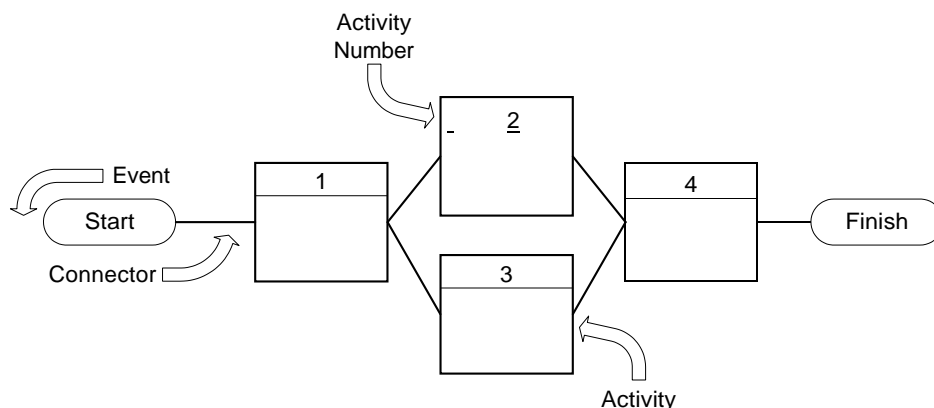 Activity
Number
2
Event
1
4
Start
Finish
Connector
3
Activity